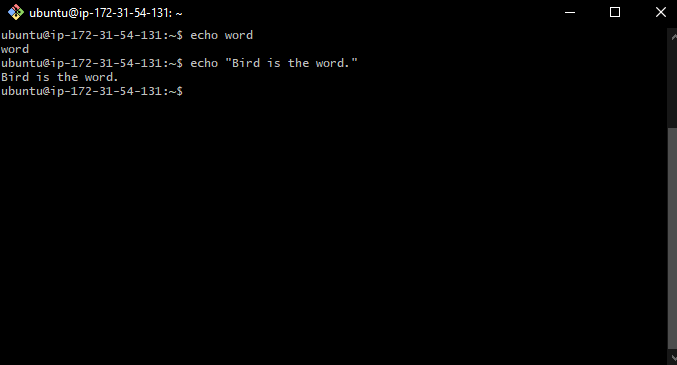 ubuntu@ip-172-31-54-131: ~
ubuntu@ip-172-31-54-131:~$ echo word
word
ubuntu@ip-172-31-54-131:~$ echo "Bird is the word."
Bird is the word.
ubuntu@ip-172-31-54-131:~$